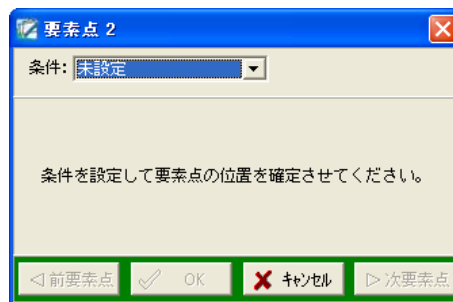 要素点 2
条件: 未設定
条件を設定して要素点の位置を確定させてください。
◁前要素点 OK ｷｬﾝｾﾙ ▷次要素点